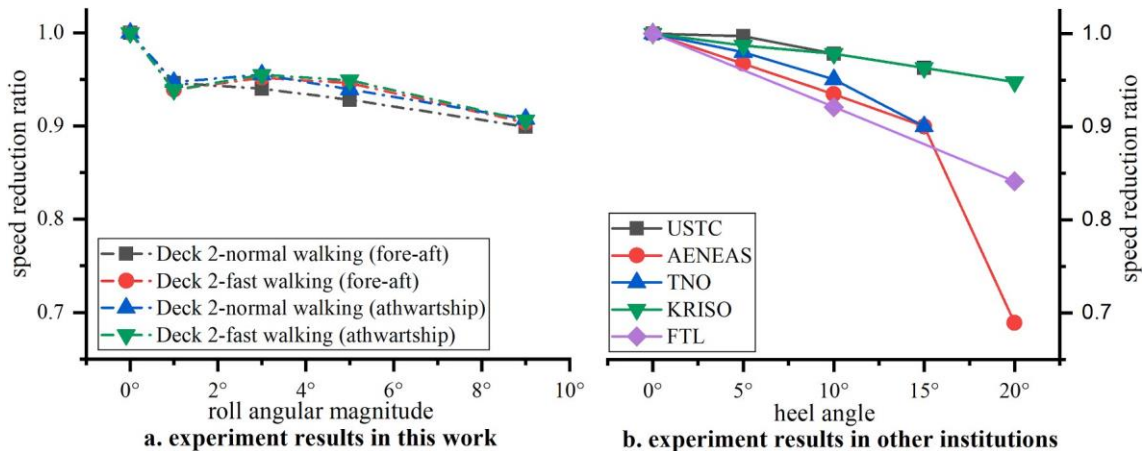 speed reduction ratio
1.0
0.9
0.8
0.7
Deck 2-normal walking (fore-aft)
Deck 2-fast walking (fore-aft)
Deck 2-normal walking (athwartship)
Deck 2-fast walking (athwartship)
0° 2° 4° 6° 8° 10°
roll angular magnitude
a. experiment results in this work
USTC
AENEAS
TNO
KRISO
FTL
0° 5° 10° 15° 20°
heel angle
b. experiment results in other institutions
1.0
0.9
0.8
0.7
speed reduction ratio